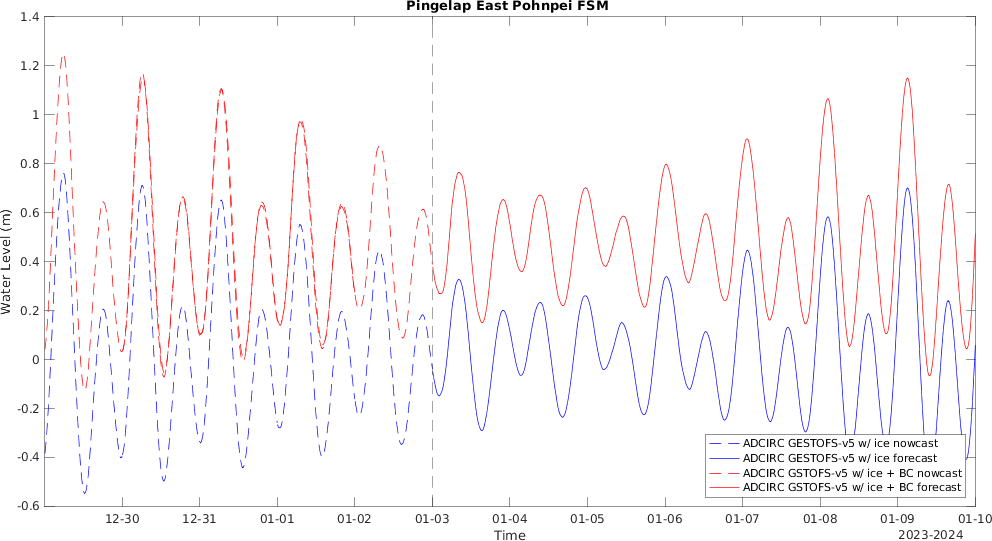 Pingelap East Pohnpei FSM
1.4
1.2
1
0.8
0.6
0.4
0.2
0
-0.2
-0.4
-0.6
Water Level (m)
ADCIRC GESTOFS-v5 w/ ice nowcast
ADCIRC GESTOFS-v5 w/ ice forecast
ADCIRC GSTOFS-v5 w/ ice + BC nowcast
ADCIRC GSTOFS-v5 w/ ice + BC forecast
12-30 12-31 01-01 01-02 01-03 01-04 01-05 01-06 01-07 01-08 01-09 01-10
Time
2023-2024